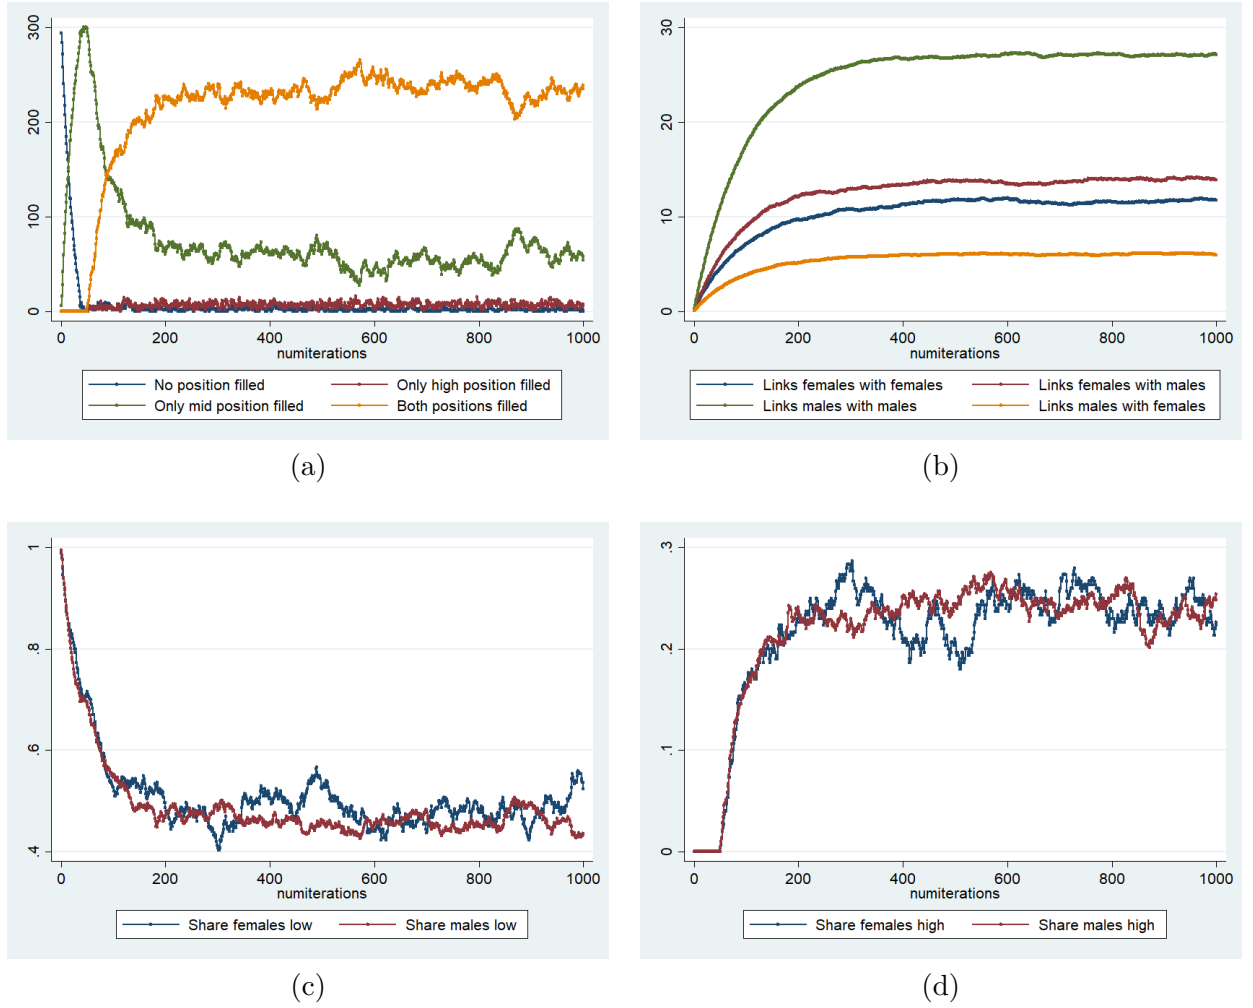 300
200
100
0
0 200 400 600 800 1000
numiterations
No position filled Only high position filled
Only mid position filled Both positions filled
(a)
30
20
10
0
0 200 400 600 800 1000
numiterations
Links females with females Links females with males
Links males with males Links males with females
(b)
1
.8
.6
.4
0 200 400 600 800 1000
numiterations
Share females low Share males low
(c)
.3
.2
.1
0
0 200 400 600 800 1000
numiterations
Share females high Share males high
(d)